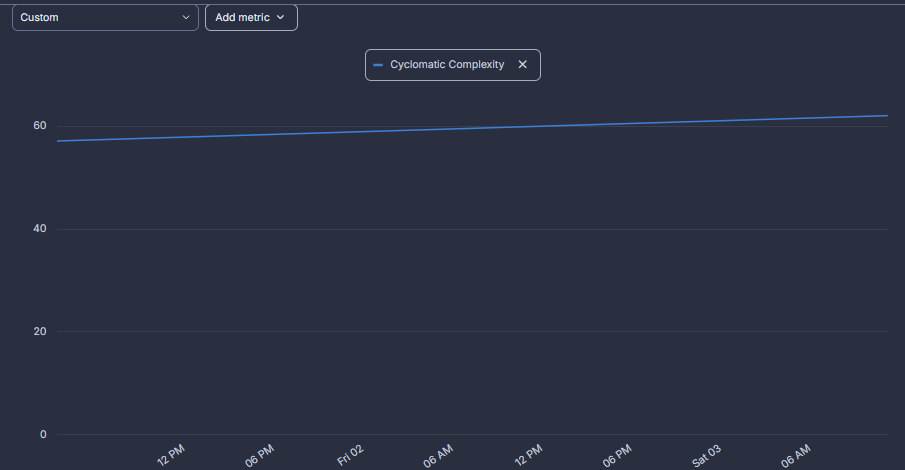 Custom
Add metric
Cyclomatic Complexity
60
40
20
0
12 PM
06 PM
Fri 02
06 AM
12 PM
06 PM
Sat 03
06 AM